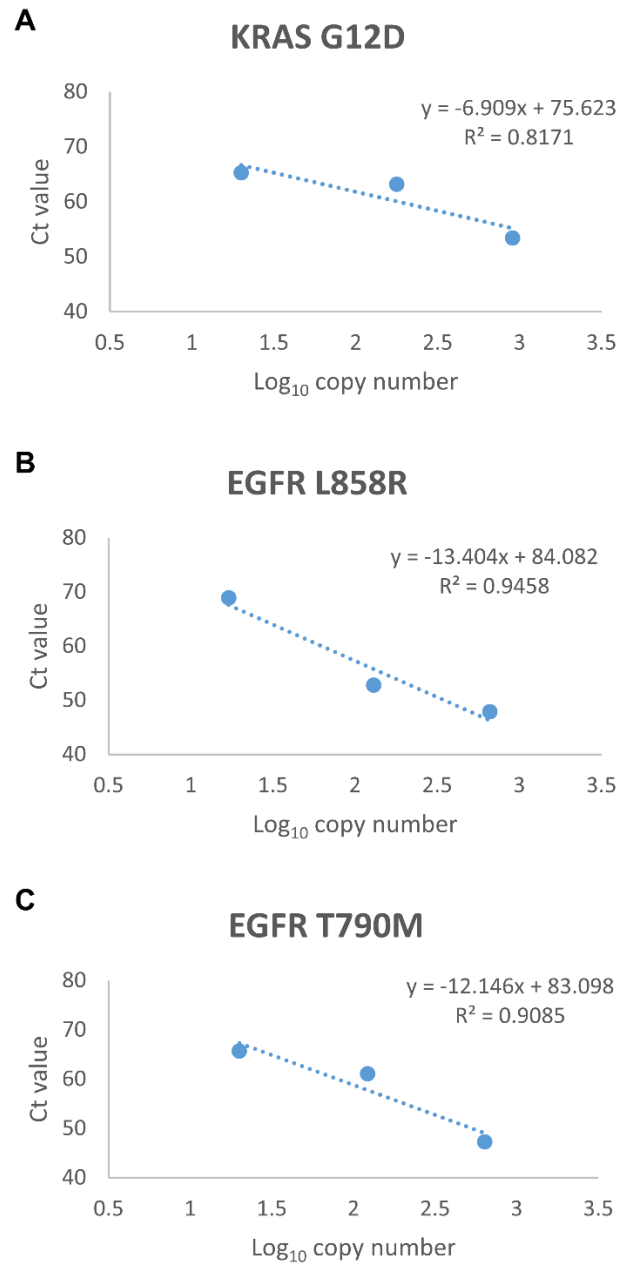 A
KRAS G12D
80
70
60
50
40
Ct value
y = -6.909x + 75.623
R² = 0.8171
0.5 1 1.5 2 2.5 3 3.5
Log₁₀ copy number
B
EGFR L858R
80
70
60
50
40
Ct value
y = -13.404x + 84.082
R² = 0.9458
0.5 1 1.5 2 2.5 3 3.5
Log₁₀ copy number
C
EGFR T790M
80
70
60
50
40
Ct value
y = -12.146x + 83.098
R² = 0.9085
0.5 1 1.5 2 2.5 3 3.5
Log₁₀ copy number